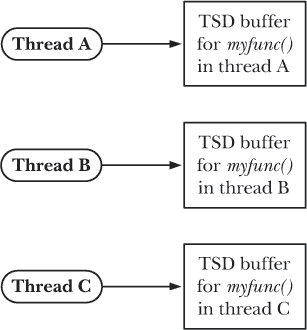 Thread A
TSD buffer
for myfunc()
in thread A
Thread B
TSD buffer
for myfunc()
in thread B
Thread C
TSD buffer
for myfunc()
in thread C